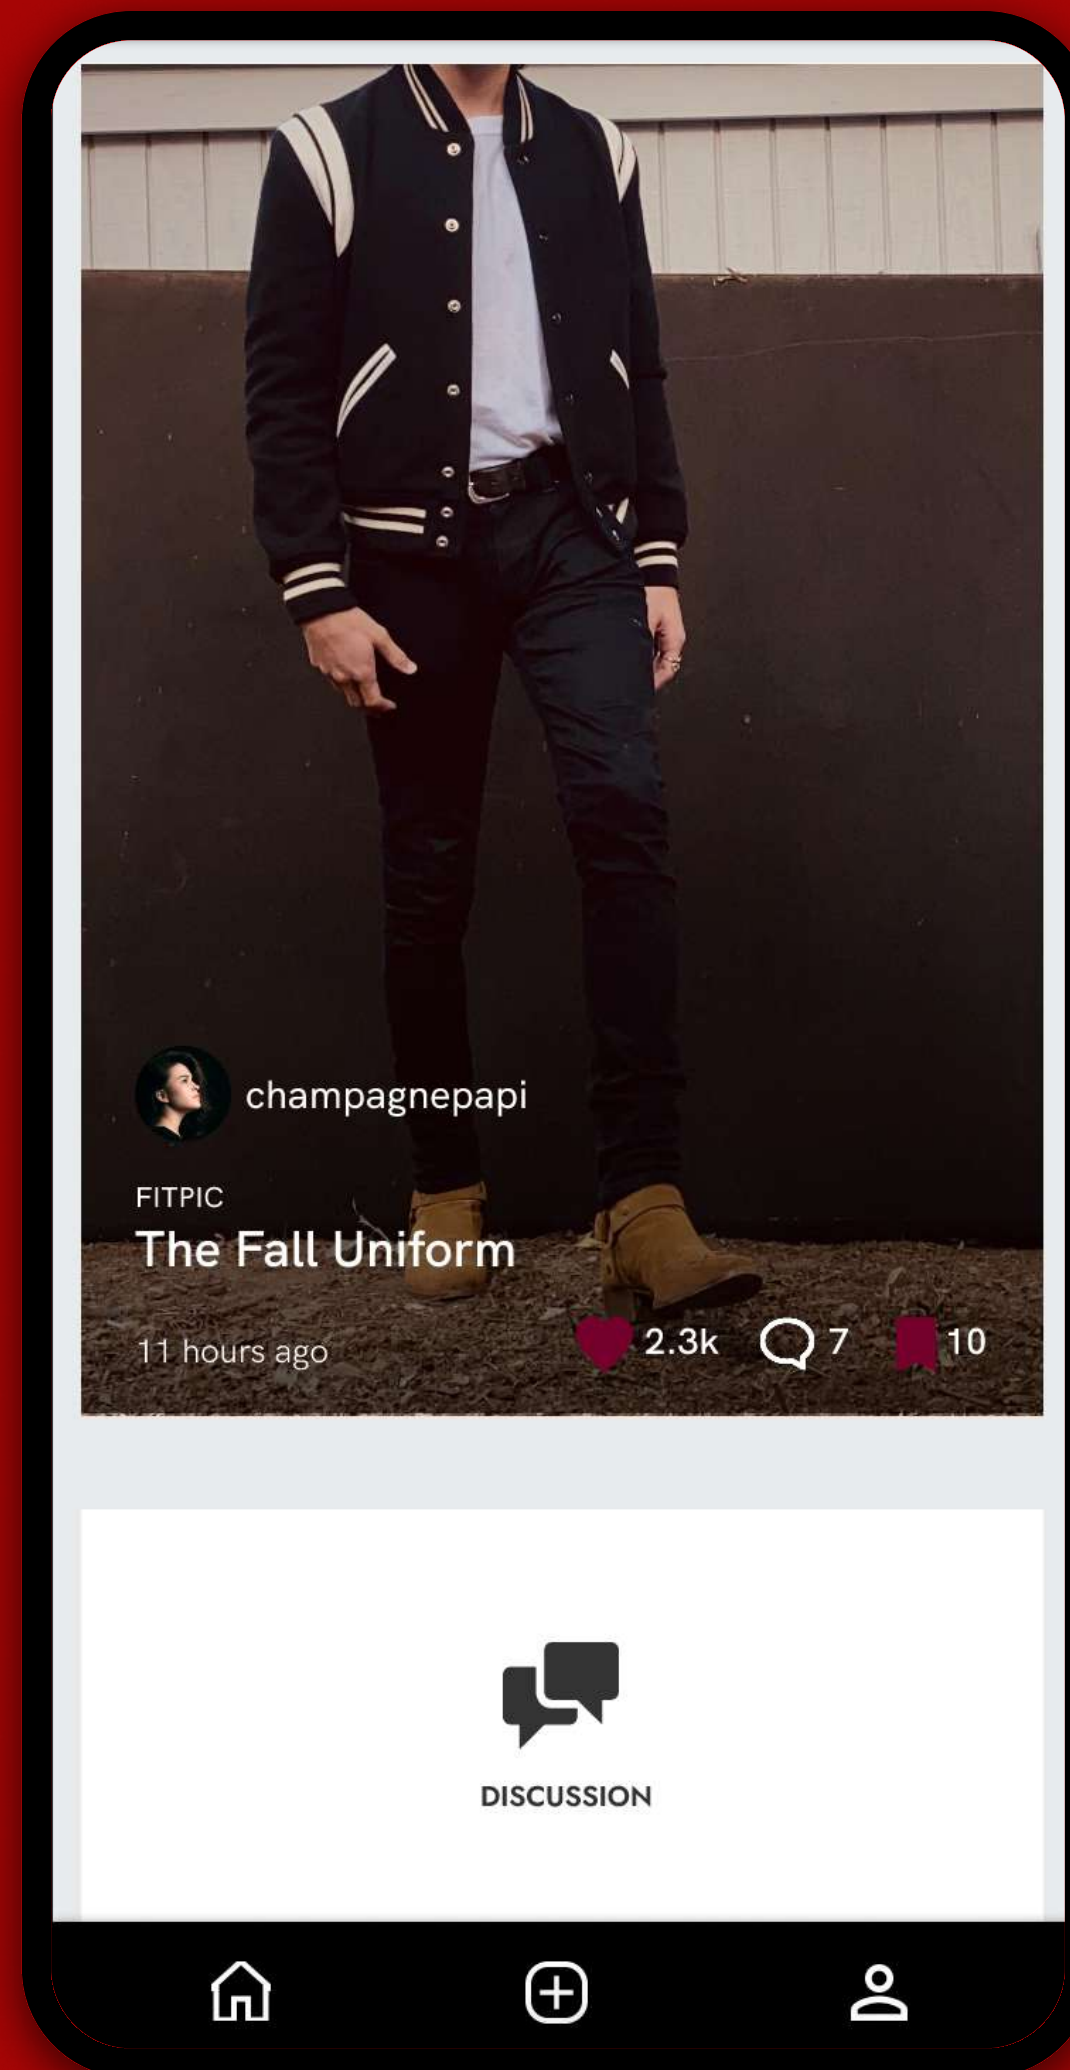 champagnepapi
FITPIC
The Fall Uniform
11 hours ago
2.3k
7
10
DISCUSSION